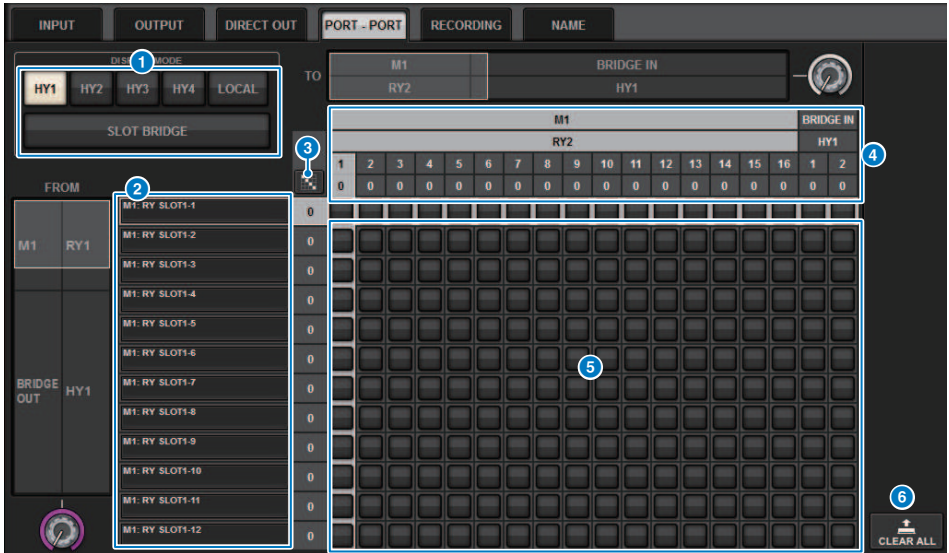 INPUT OUTPUT DIRECT OUT PORT - PORT RECORDING NAME
1
HY1 HY2 HY3 HY4 LOCAL
SLOT BRIDGE
TO
M1 BRIDGE IN
RY2 HY1
M1 BRIDGE IN
RY2 HY1
4
3
1 2 3 4 5 6 7 8 9 10 11 12 13 14 15 16 1 2
0 0 0 0 0 0 0 0 0 0 0 0 0 0 0 0 0 0
FROM
2
M1 RY1
BRIDGE OUT HY1
M1: RY SLOT1-1 0
M1: RY SLOT1-2 0
M1: RY SLOT1-3 0
M1: RY SLOT1-4 0
M1: RY SLOT1-5 0
M1: RY SLOT1-6 0
M1: RY SLOT1-7 0
M1: RY SLOT1-8 0
M1: RY SLOT1-9 0
M1: RY SLOT1-10 0
M1: RY SLOT1-11 0
M1: RY SLOT1-12 0
5
6
CLEAR ALL